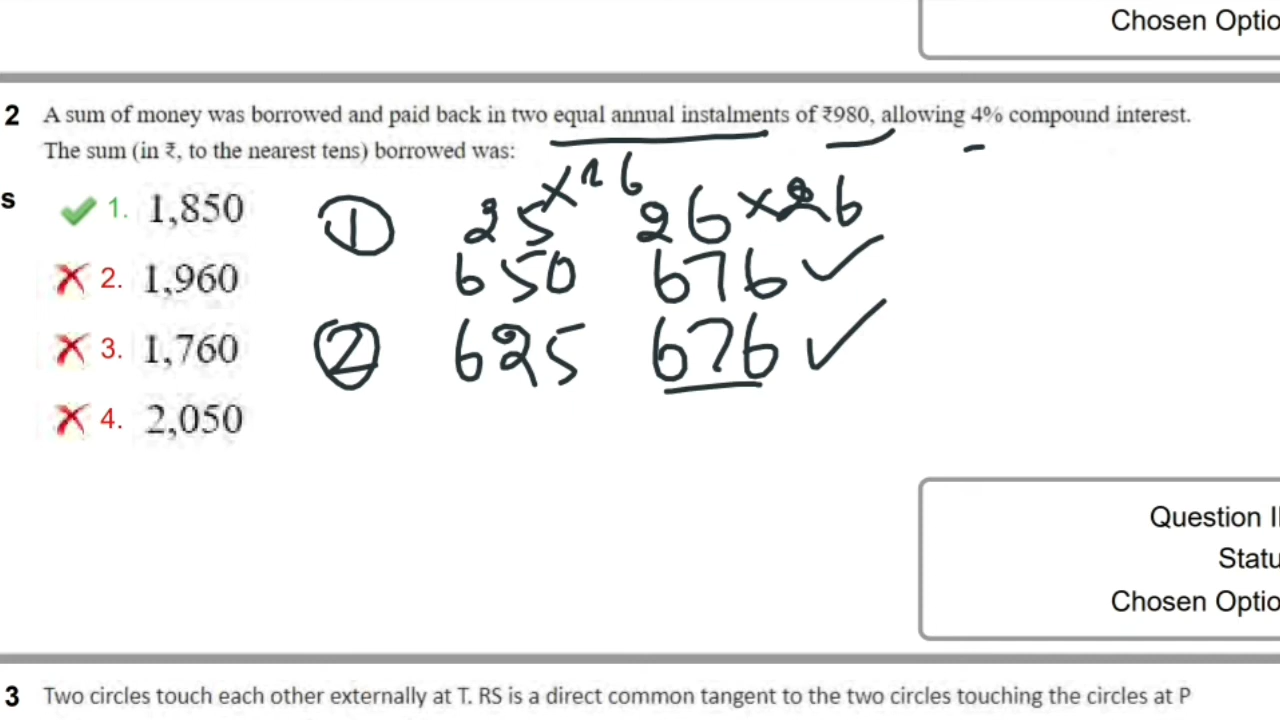 Chosen Optio
2 A sum of money was borrowed and paid back in two equal annual instalments of ₹980, allowing 4% compound interest.
The sum (in ₹, to the nearest tens) borrowed was:
s
1. 1,850
2. 1,960
3. 1,760
4. 2,050
① 25 ×26 26 ×26
650 676
② 625 676
Question I
Statu
Chosen Optio
3 Two circles touch each other externally at T. RS is a direct common tangent to the two circles touching the circles at P